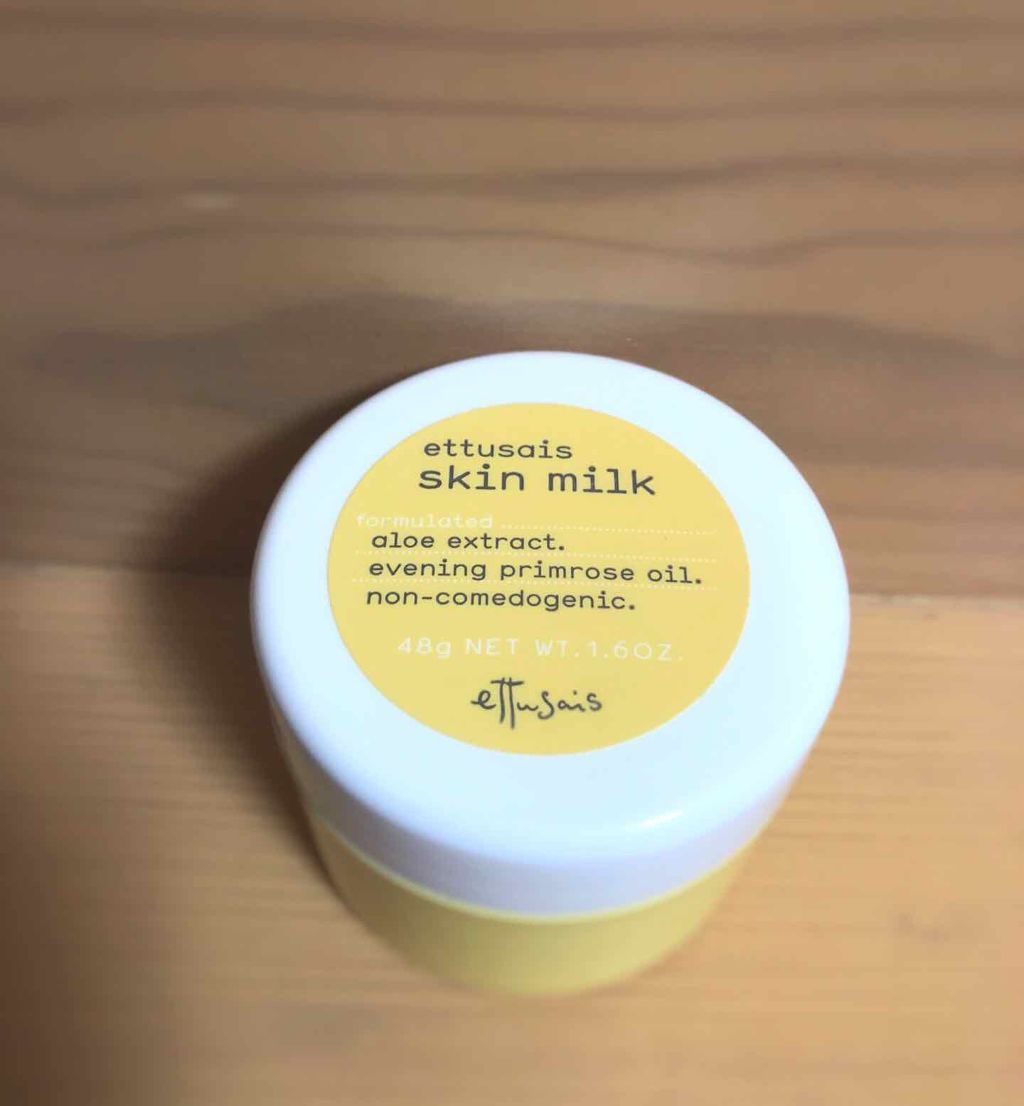 ettusais
skin milk
formulated
aloe extract.
evening primrose oil.
non-comedogenic.
48g NET WT.1.6OZ.
ettusais